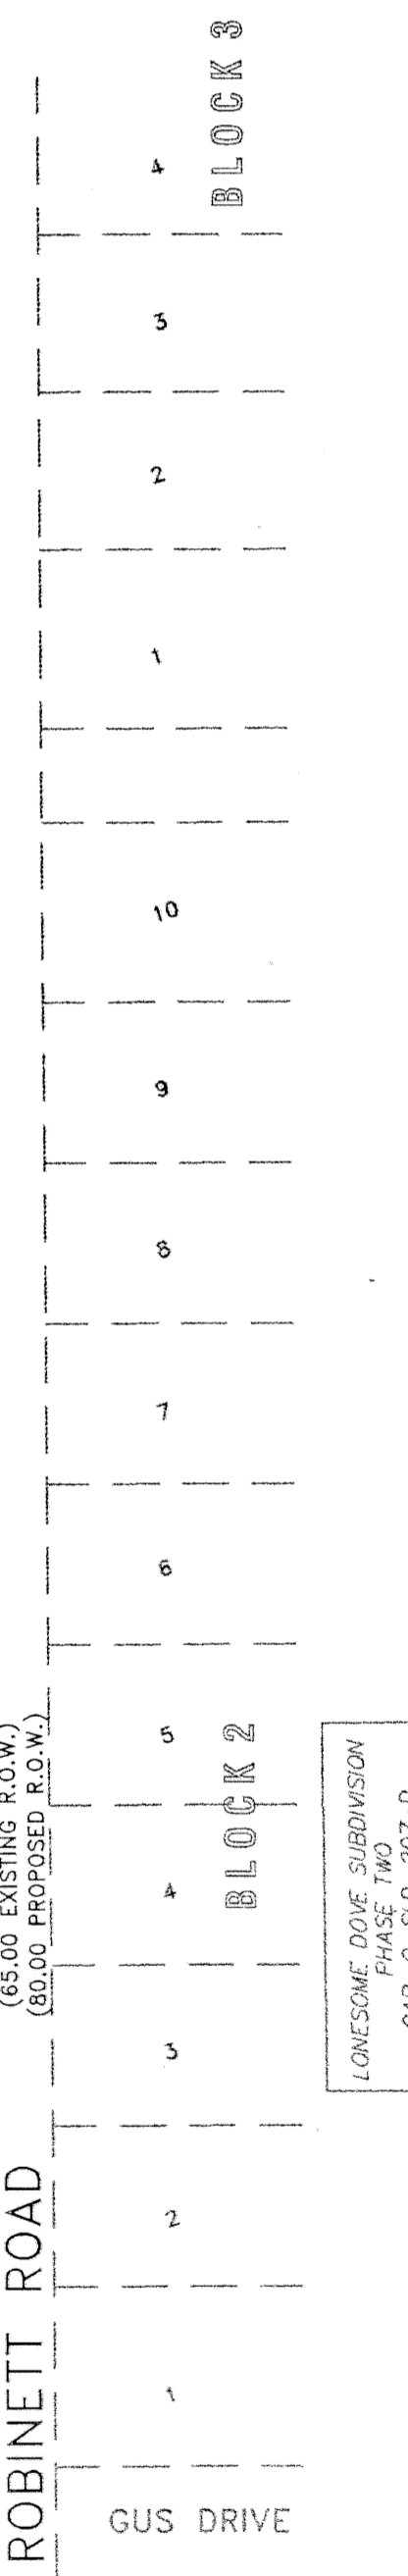 BLOCK 3
4
3
2
1
10
9
8
7
6
5
BLOCK 2
4
3
2
1
GUS DRIVE
ROBINETT ROAD
(65.00 EXISTING R.O.W.)
(80.00 PROPOSED R.O.W.)
LONESOME DOVE SUBDIVISION
PHASE TWO